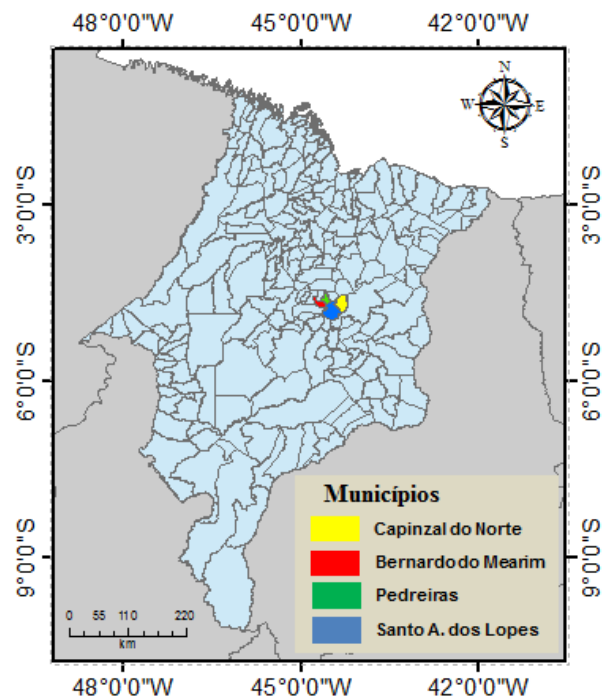 48°0'0"W 45°0'0"W 42°0'0"W
N
W E
S
3°0'0"S 3°0'0"S
6°0'0"S 6°0'0"S
9°0'0"S 9°0'0"S
Municípios
Capinzal do Norte
Bernardo do Mearim
Pedreiras
Santo A. dos Lopes
0 55 110 220
km
48°0'0"W 45°0'0"W 42°0'0"W